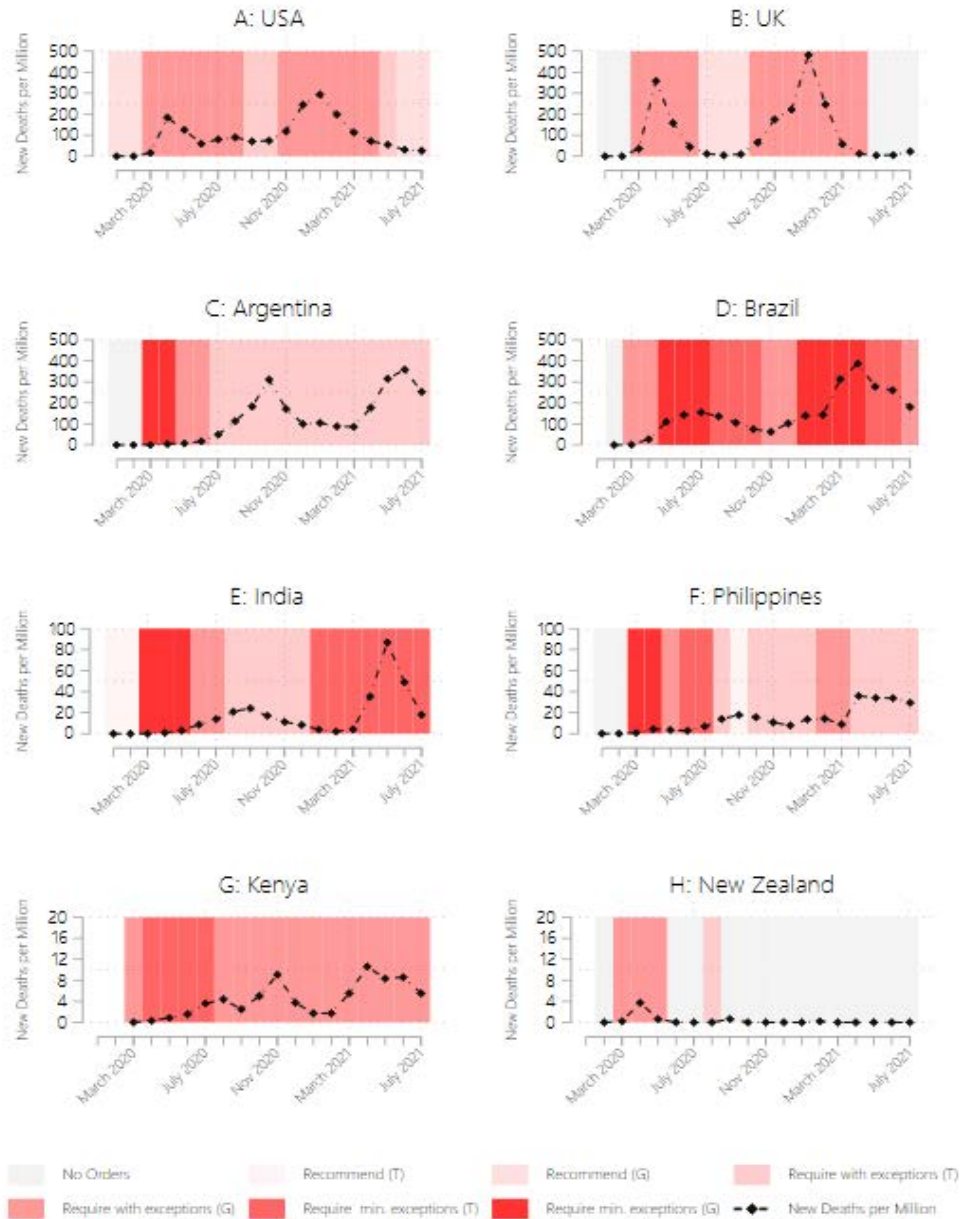 A: USA
B: UK
New Deaths per Million
500
400
300
200
100
0
March 2020
July 2020
Nov 2020
March 2021
July 2021
New Deaths per Million
500
400
300
200
100
0
March 2020
July 2020
Nov 2020
March 2021
July 2021
C: Argentina
D: Brazil
New Deaths per Million
500
400
300
200
100
0
March 2020
July 2020
Nov 2020
March 2021
July 2021
New Deaths per Million
500
400
300
200
100
0
March 2020
July 2020
Nov 2020
March 2021
July 2021
E: India
F: Philippines
New Deaths per Million
100
80
60
40
20
0
March 2020
July 2020
Nov 2020
March 2021
July 2021
New Deaths per Million
100
80
60
40
20
0
March 2020
July 2020
Nov 2020
March 2021
July 2021
G: Kenya
H: New Zealand
New Deaths per Million
20
16
12
8
4
0
March 2020
July 2020
Nov 2020
March 2021
July 2021
New Deaths per Million
20
16
12
8
4
0
March 2020
July 2020
Nov 2020
March 2021
July 2021
No Orders Recommend (T) Recommend (G) Require with exceptions (T)
Require with exceptions (G) Require min. exceptions (T) Require min. exceptions (G) New Deaths per Million